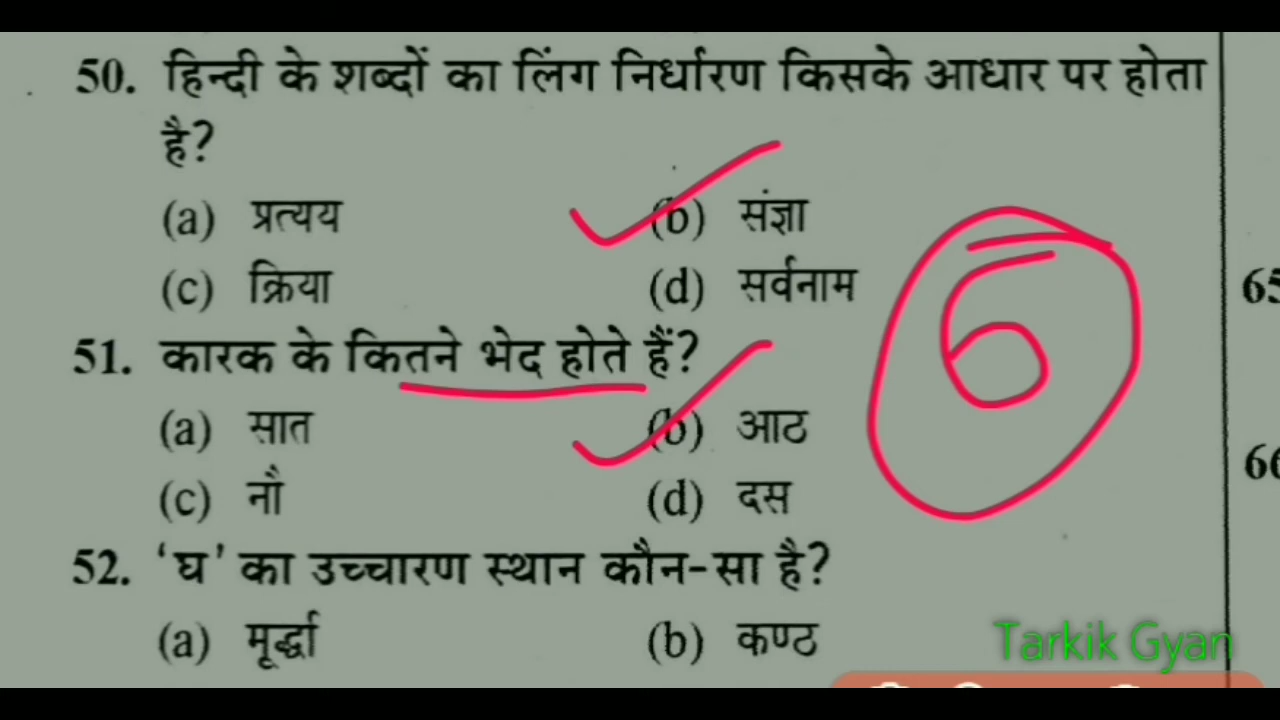 50. हिन्दी के शब्दों का लिंग निर्धारण किसके आधार पर होता
है?
(a) प्रत्यय (b) संज्ञा
(c) क्रिया (d) सर्वनाम
51. कारक के कितने भेद होते हैं?
(a) सात (b) आठ
(c) नौ (d) दस
52. 'घ' का उच्चारण स्थान कौन-सा है?
(a) मूर्द्धा (b) कण्ठ
6
65
66
Tarkik Gyan